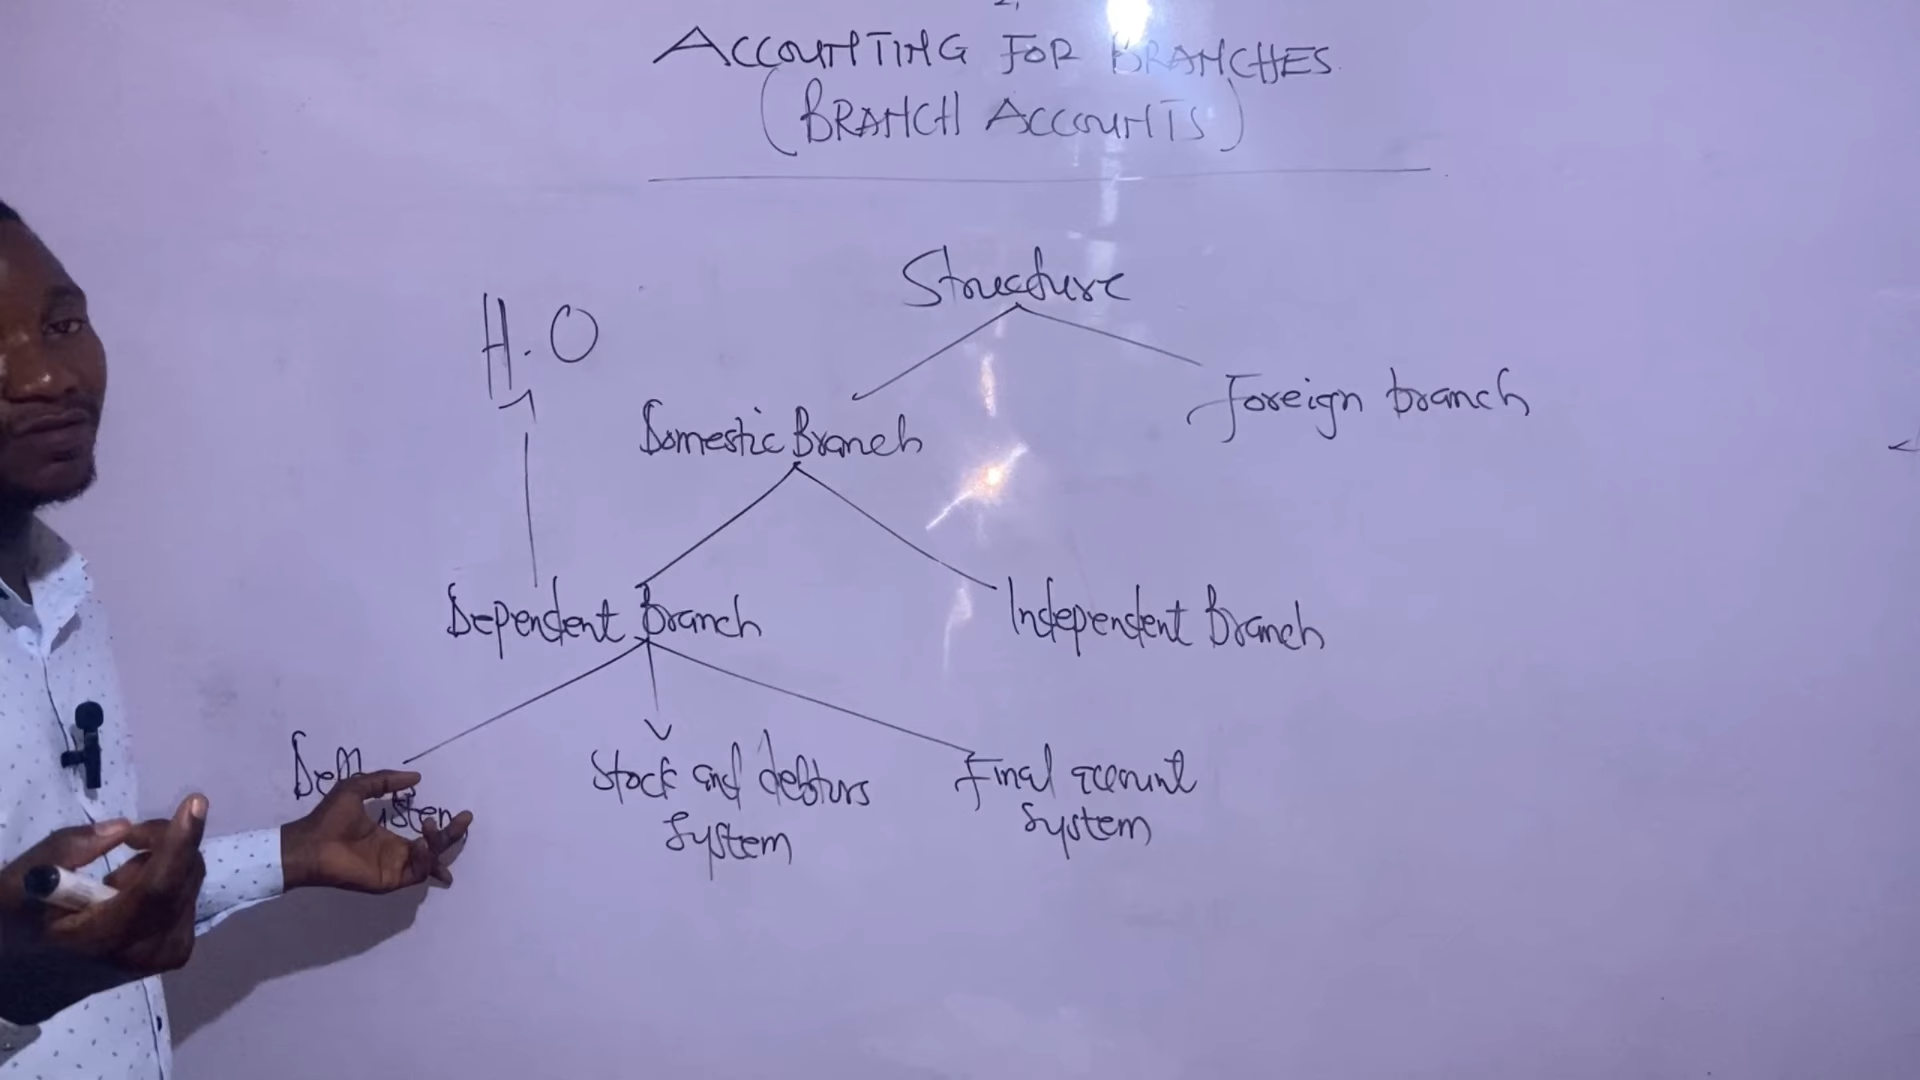 ACCOUNTING FOR BRANCHES
(BRANCH ACCOUNTS)
Structure
H.O
Domestic Branch
Foreign branch
Dependent Branch
Independent Branch
Stock and debtors
System
Final account
System